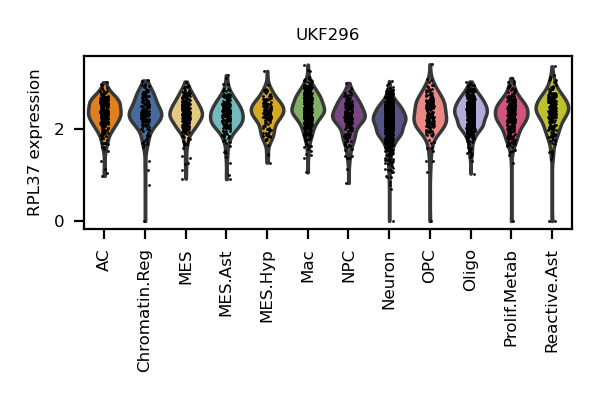 UKF296
RPL37 expression
2
0
AC
Chromatin.Reg
MES
MES.Ast
MES.Hyp
Mac
NPC
Neuron
OPC
Oligo
Prolif.Metab
Reactive.Ast